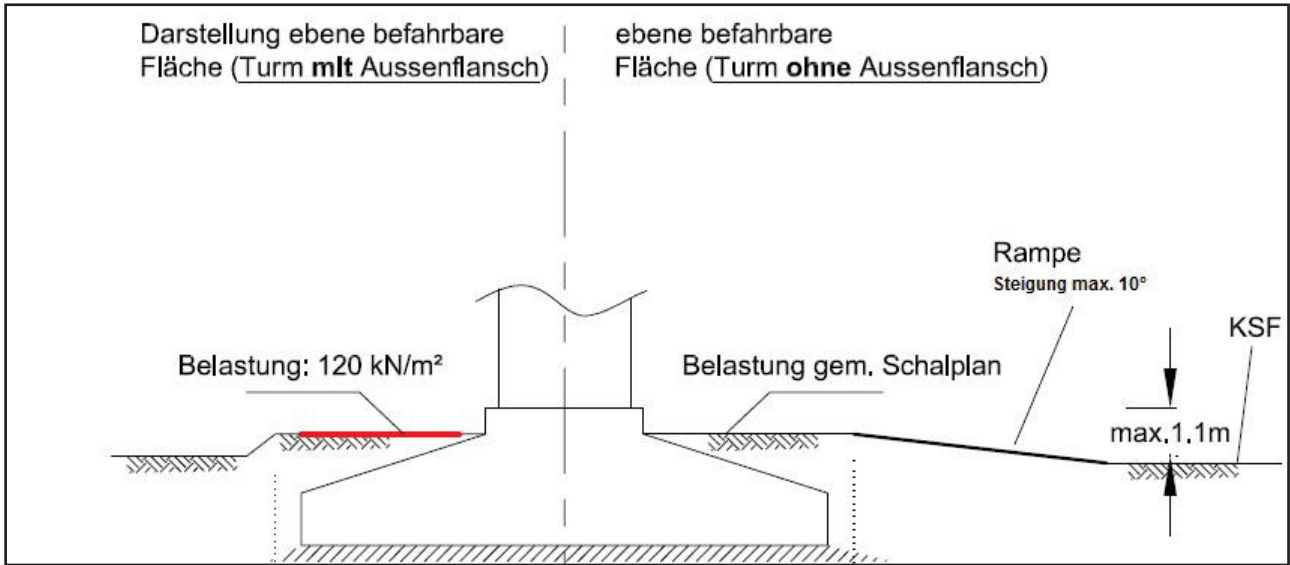 Darstellung ebene befahrbare
Fläche (Turm mit Aussenflansch)
ebene befahrbare
Fläche (Turm ohne Aussenflansch)
Rampe
Steigung max. 10°
KSF
Belastung: 120 kN/m²
Belastung gem. Schalplan
max. 1.1m